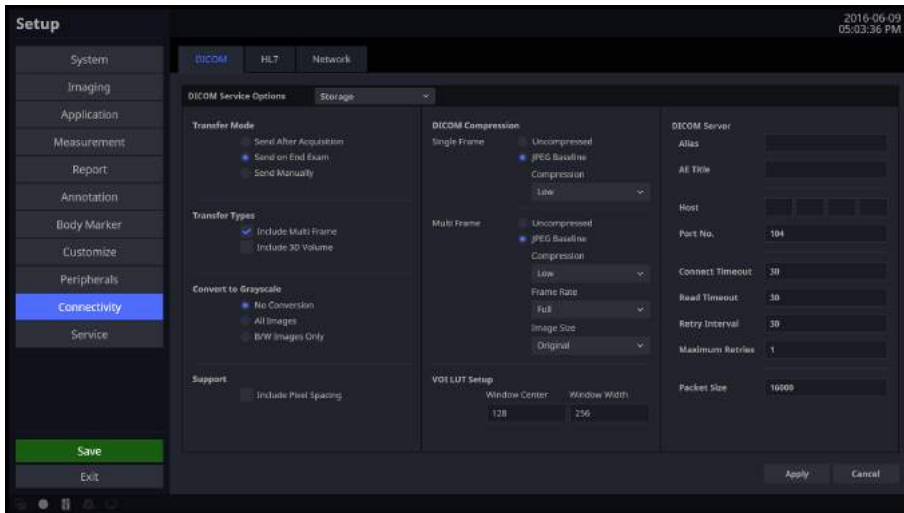 Setup
2016-06-09
05:03:36 PM
System
Imaging
Application
Measurement
Report
Annotation
Body Marker
Customize
Peripherals
Connectivity
Service
Save
Exit
DICOM
HL7
Network
DICOM Service Options
Storage
Transfer Mode
Send After Acquisition
Send on End Exam
Send Manually
Transfer Types
Include Multi Frame
Include 3D Volume
Convert to Grayscale
No Conversion
All Images
B/W Images Only
Support
Include Pixel Spacing
DICOM Compression
Single Frame
Uncompressed
JPEG Baseline
Compression
Low
Multi Frame
Uncompressed
JPEG Baseline
Compression
Low
Frame Rate
Full
Image Size
Original
VOI LUT Setup
Window Center Window Width
128 256
DICOM Server
Alias
AE Title
Host
Port No. 104
Connect Timeout 30
Read Timeout 30
Retry Interval 30
Maximum Retries 1
Packet Size 16000
Apply
Cancel